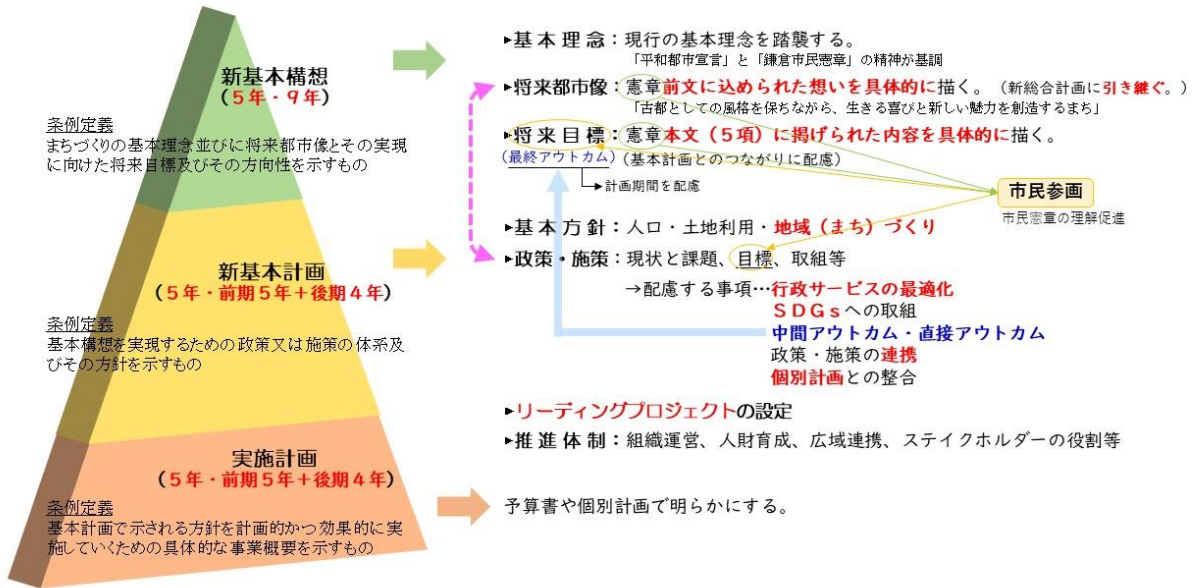 新基本構想
(5年・9年)
条例定義
まちづくりの基本理念並びに将来都市像とその実現
に向けた将来目標及びその方向性を示すもの
新基本計画
(5年・前期5年+後期4年)
条例定義
基本構想を実現するための政策又は施策の体系及
びその方針を示すもの
実施計画
(5年・前期5年+後期4年)
条例定義
基本計画で示される方針を計画的かつ効果的に実
施していくための具体的な事業概要を示すもの
▶基本理念：現行の基本理念を踏襲する。
「平和都市宣言」と「鎌倉市民憲章」の精神が基調
▶将来都市像：憲章前文に込められた想いを具体的に描く。（新総合計画に引き継ぐ。）
「古都としての風格を保ちながら、生きる喜びと新しい魅力を創造するまち」
▶将来目標：憲章本文（５項）に掲げられた内容を具体的に描く。
(最終アウトカム)（基本計画とのつながりに配慮）
計画期間を配慮
市民参画
市民憲章の理解促進
▶基本方針：人口・土地利用・地域（まち）づくり
▶政策・施策：現状と課題、目標、取組等
→配慮する事項…行政サービスの最適化
ＳＤＧｓへの取組
中間アウトカム・直接アウトカム
政策・施策の連携
個別計画との整合
▶リーディングプロジェクトの設定
▶推進体制：組織運営、人財育成、広域連携、ステイクホルダーの役割等
予算書や個別計画で明らかにする。